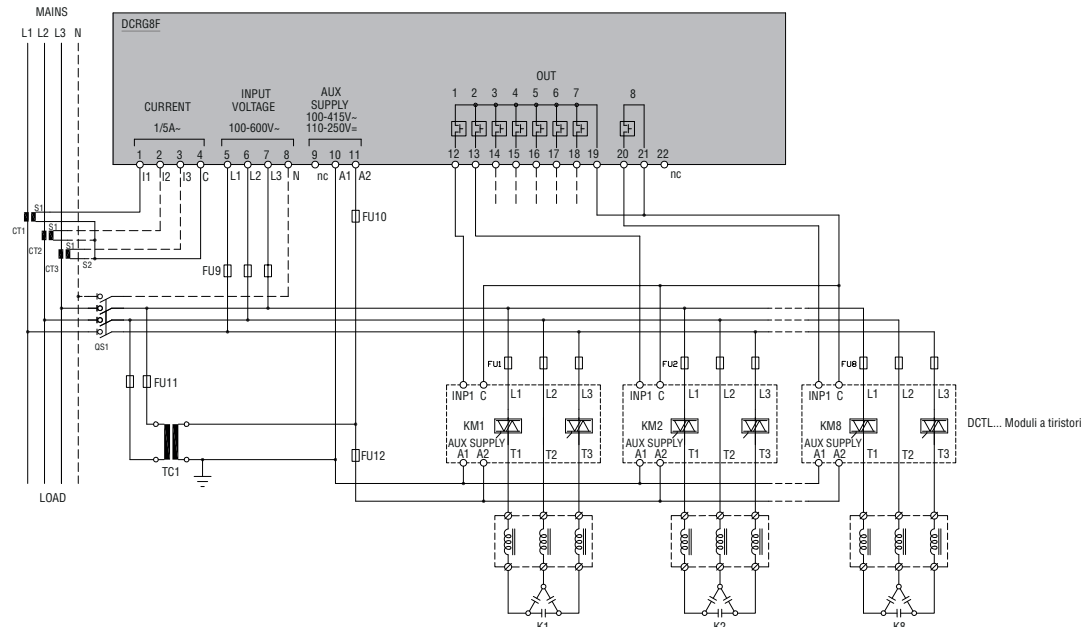 MAINS
L1 L2 L3 N
DCRG8F
OUT
1 2 3 4 5 6 7 8
CURRENT
1/5A~
INPUT
VOLTAGE
100-600V~
AUX
SUPPLY
100-415V~
110-250V=
1 2 3 4 5 6 7 8 9 10 11 12 13 14 15 16 17 18 19 20 21 22
I1 I2 I3 C L1 L2 L3 N nc A1 A2 nc
FU10
S1
CT1
S1
CT2
S1
CT3
S2
FU9
QS1
FU11
FU1 FU2 FU8
INP1 C L1 L2 L3
INP1 C L1 L2 L3
INP1 C L1 L2 L3
KM1 KM2 KM8
DCTL... Moduli a tiristori
AUX SUPPLY
A1 A2 T1 T2 T3
AUX SUPPLY
A1 A2 T1 T2 T3
AUX SUPPLY
A1 A2 T1 T2 T3
FU12
TC1
LOAD
K1 K2 K8